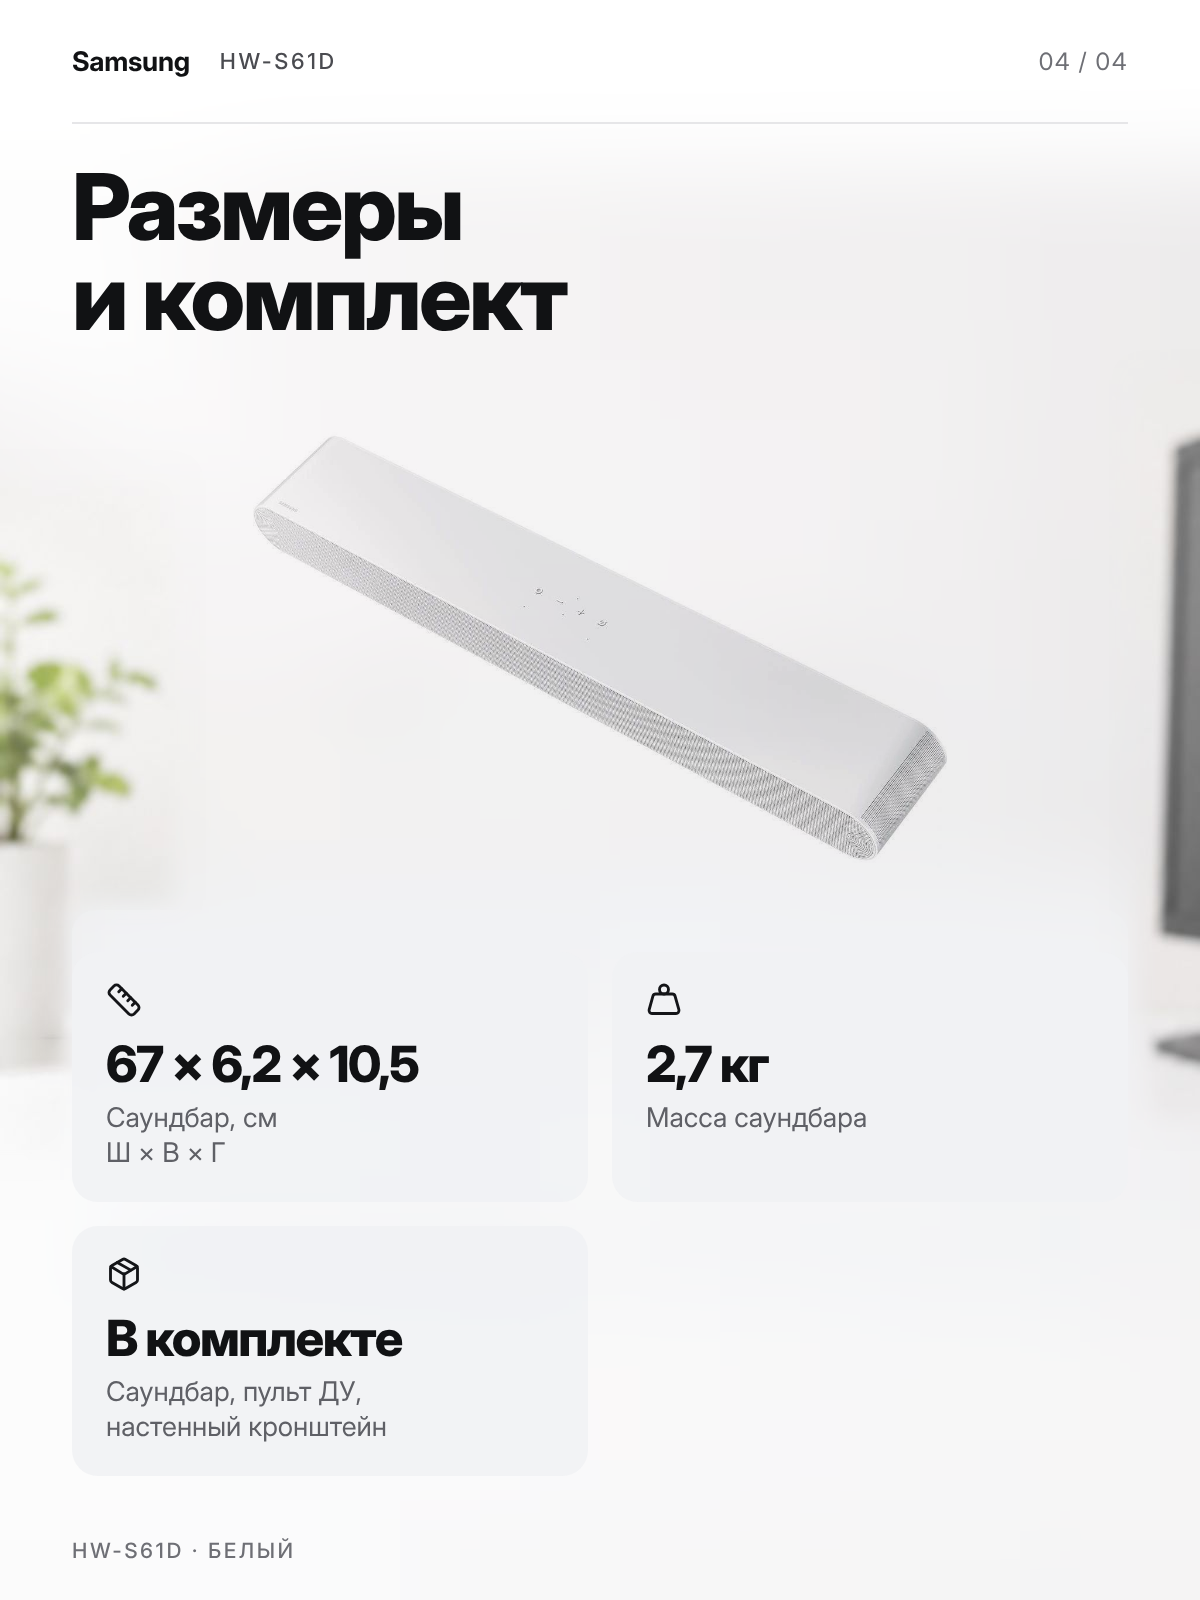 Samsung HW-S61D 04 / 04
Размеры
и комплект
67 × 6,2 × 10,5
Саундбар, см
Ш × В × Г
2,7 кг
Масса саундбара
В комплекте
Саундбар, пульт ДУ,
настенный кронштейн
HW-S61D · БЕЛЫЙ